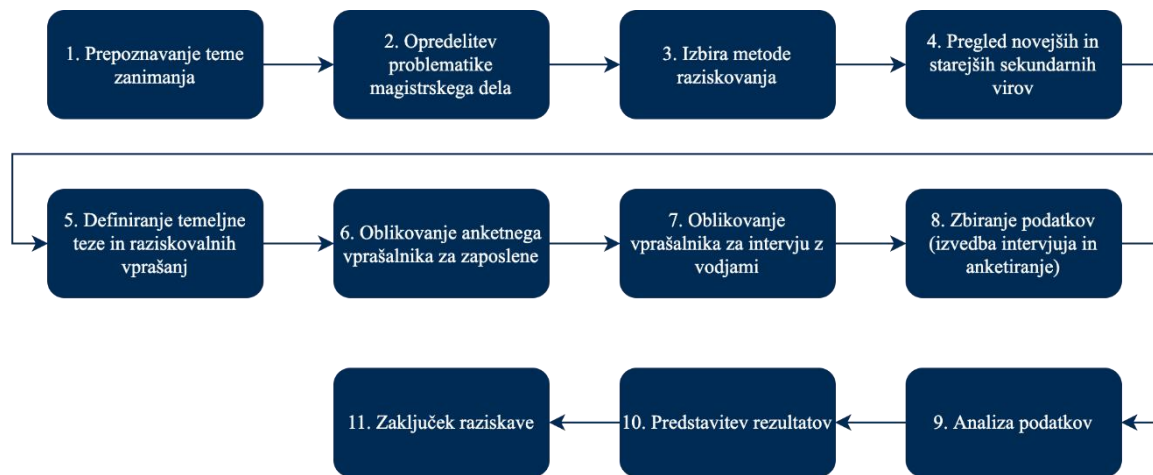 1. Prepoznavanje teme
zanimanja
2. Opredelitev
problematike
magistrskega dela
3. Izbira metode
raziskovanja
4. Pregled novejših in
starejših sekundarnih
virov
5. Definiranje temeljne
teze in raziskovalnih
vprašanj
6. Oblikovanje anketnega
vprašalnika za zaposlene
7. Oblikovanje
vprašalnika za intervju z
vodjami
8. Zbiranje podatkov
(izvedba intervjuja in
anketiranje)
11. Zaključek raziskave
10. Predstavitev rezultatov
9. Analiza podatkov